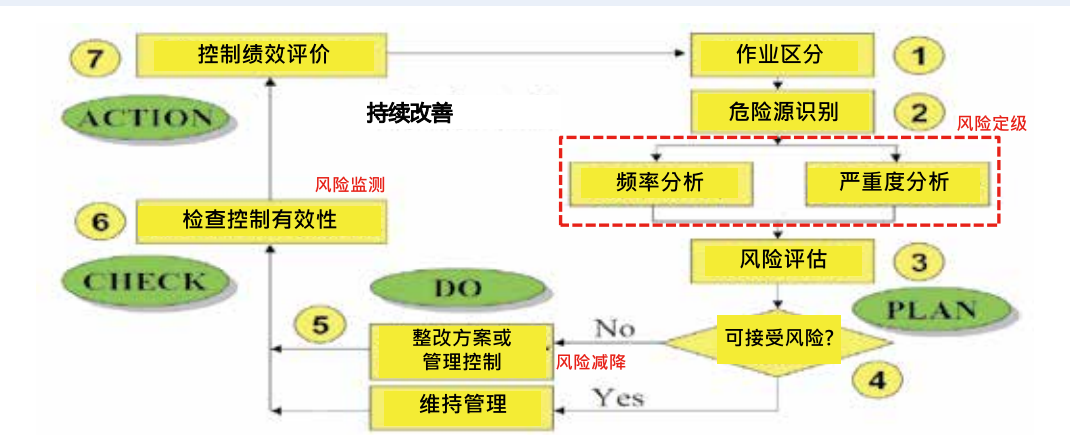 7
控制绩效评价
作业区分
1
ACTION
持续改善
危险源识别
2
风险定级
频率分析
严重度分析
风险监测
6
检查控制有效性
风险评估
3
CHECK
DO
PLAN
5
整改方案或
管理控制
No
风险减降
可接受风险?
4
维持管理
Yes